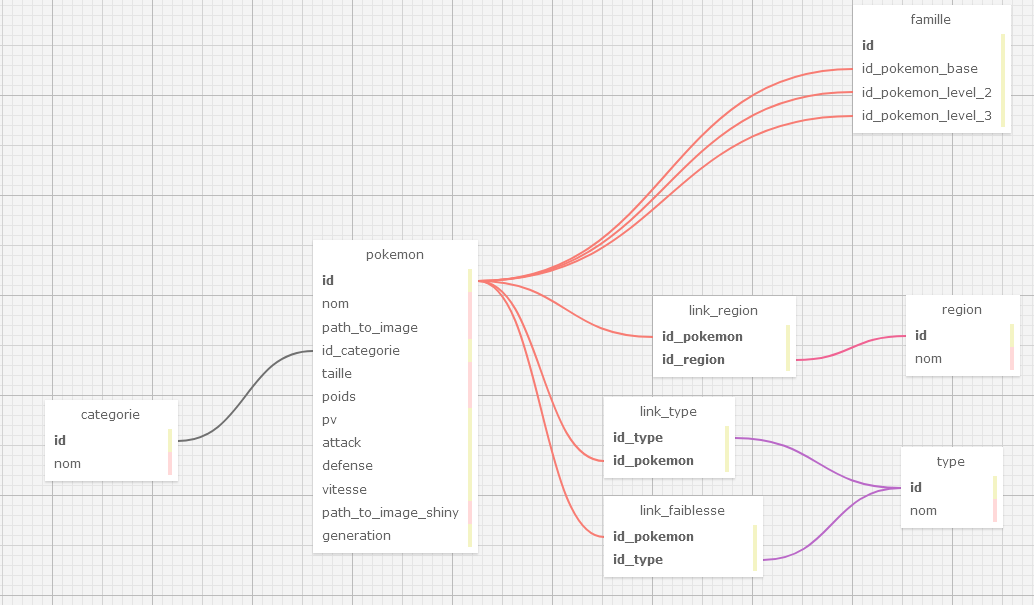 famille
id
id_pokemon_base
id_pokemon_level_2
id_pokemon_level_3
pokemon
id
nom
path_to_image
id_categorie
taille
poids
pv
attack
defense
vitesse
path_to_image_shiny
generation
categorie
id
nom
link_region
id_pokemon
id_region
region
id
nom
link_type
id_type
id_pokemon
type
id
nom
link_faiblesse
id_pokemon
id_type